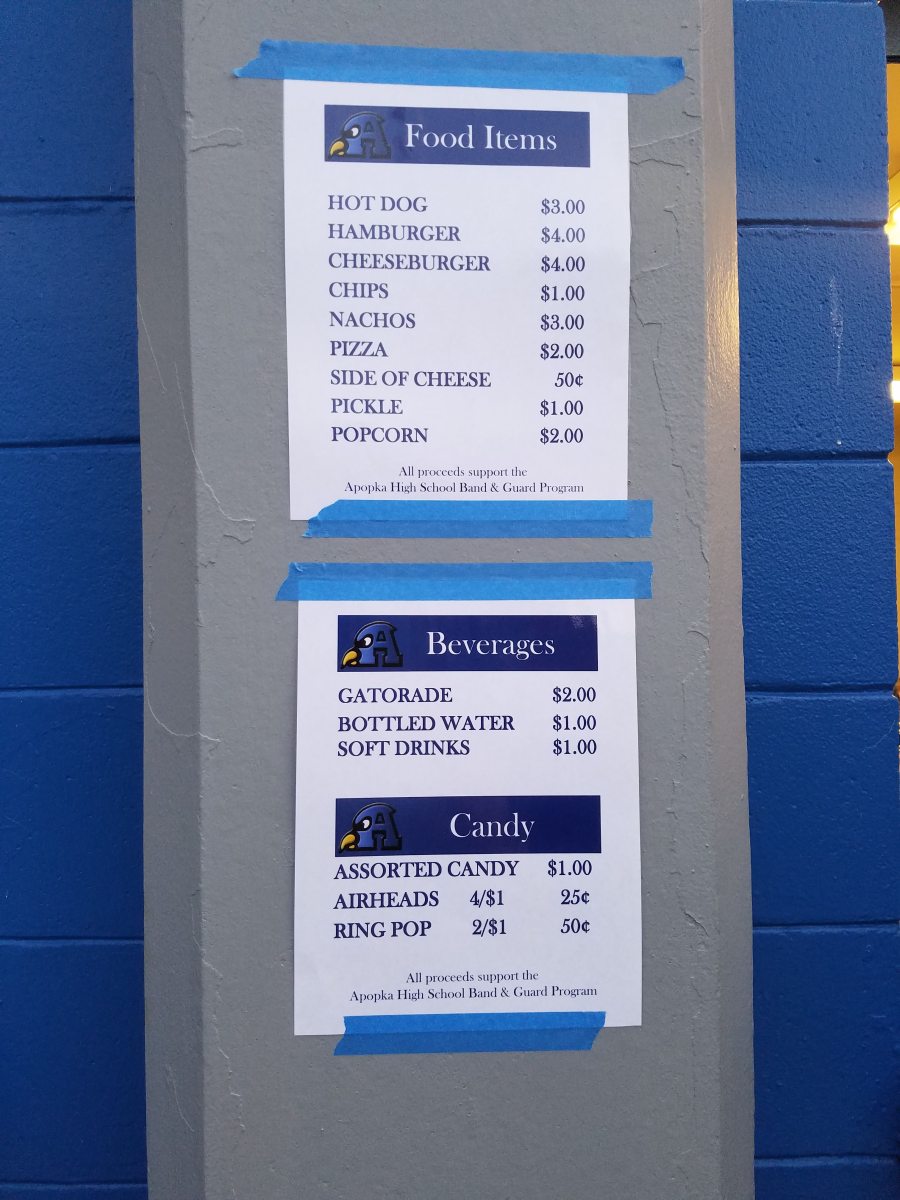 A Food Items
HOT DOG $3.00
HAMBURGER $4.00
CHEESEBURGER $4.00
CHIPS $1.00
NACHOS $3.00
PIZZA $2.00
SIDE OF CHEESE 50¢
PICKLE $1.00
POPCORN $2.00
All proceeds support the
Apopka High School Band & Guard Program
A Beverages
GATORADE $2.00
BOTTLED WATER $1.00
SOFT DRINKS $1.00
A Candy
ASSORTED CANDY $1.00
AIRHEADS 4/$1 25¢
RING POP 2/$1 50¢
All proceeds support the
Apopka High School Band & Guard Program